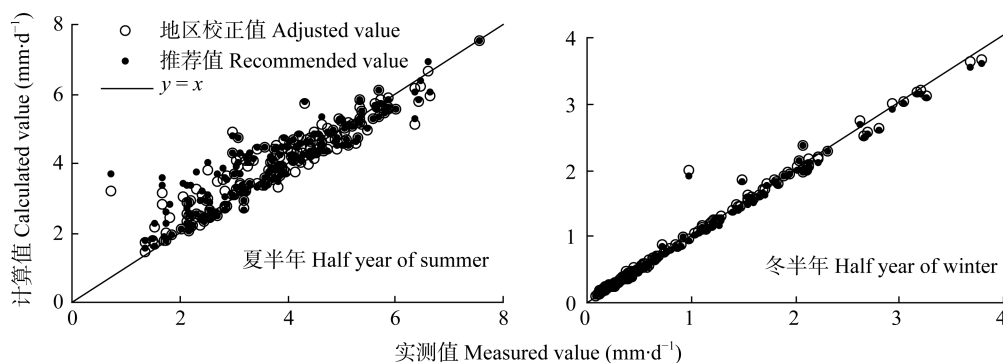 8
6
4
2
0
地区校正值 Adjusted value
推荐值 Recommended value
y = x
夏半年 Half year of summer
0 2 4 6 8
4
3
2
1
0
冬半年 Half year of winter
0 1 2 3 4
计算值 Calculated value (mm·d⁻¹)
实测值 Measured value (mm·d⁻¹)